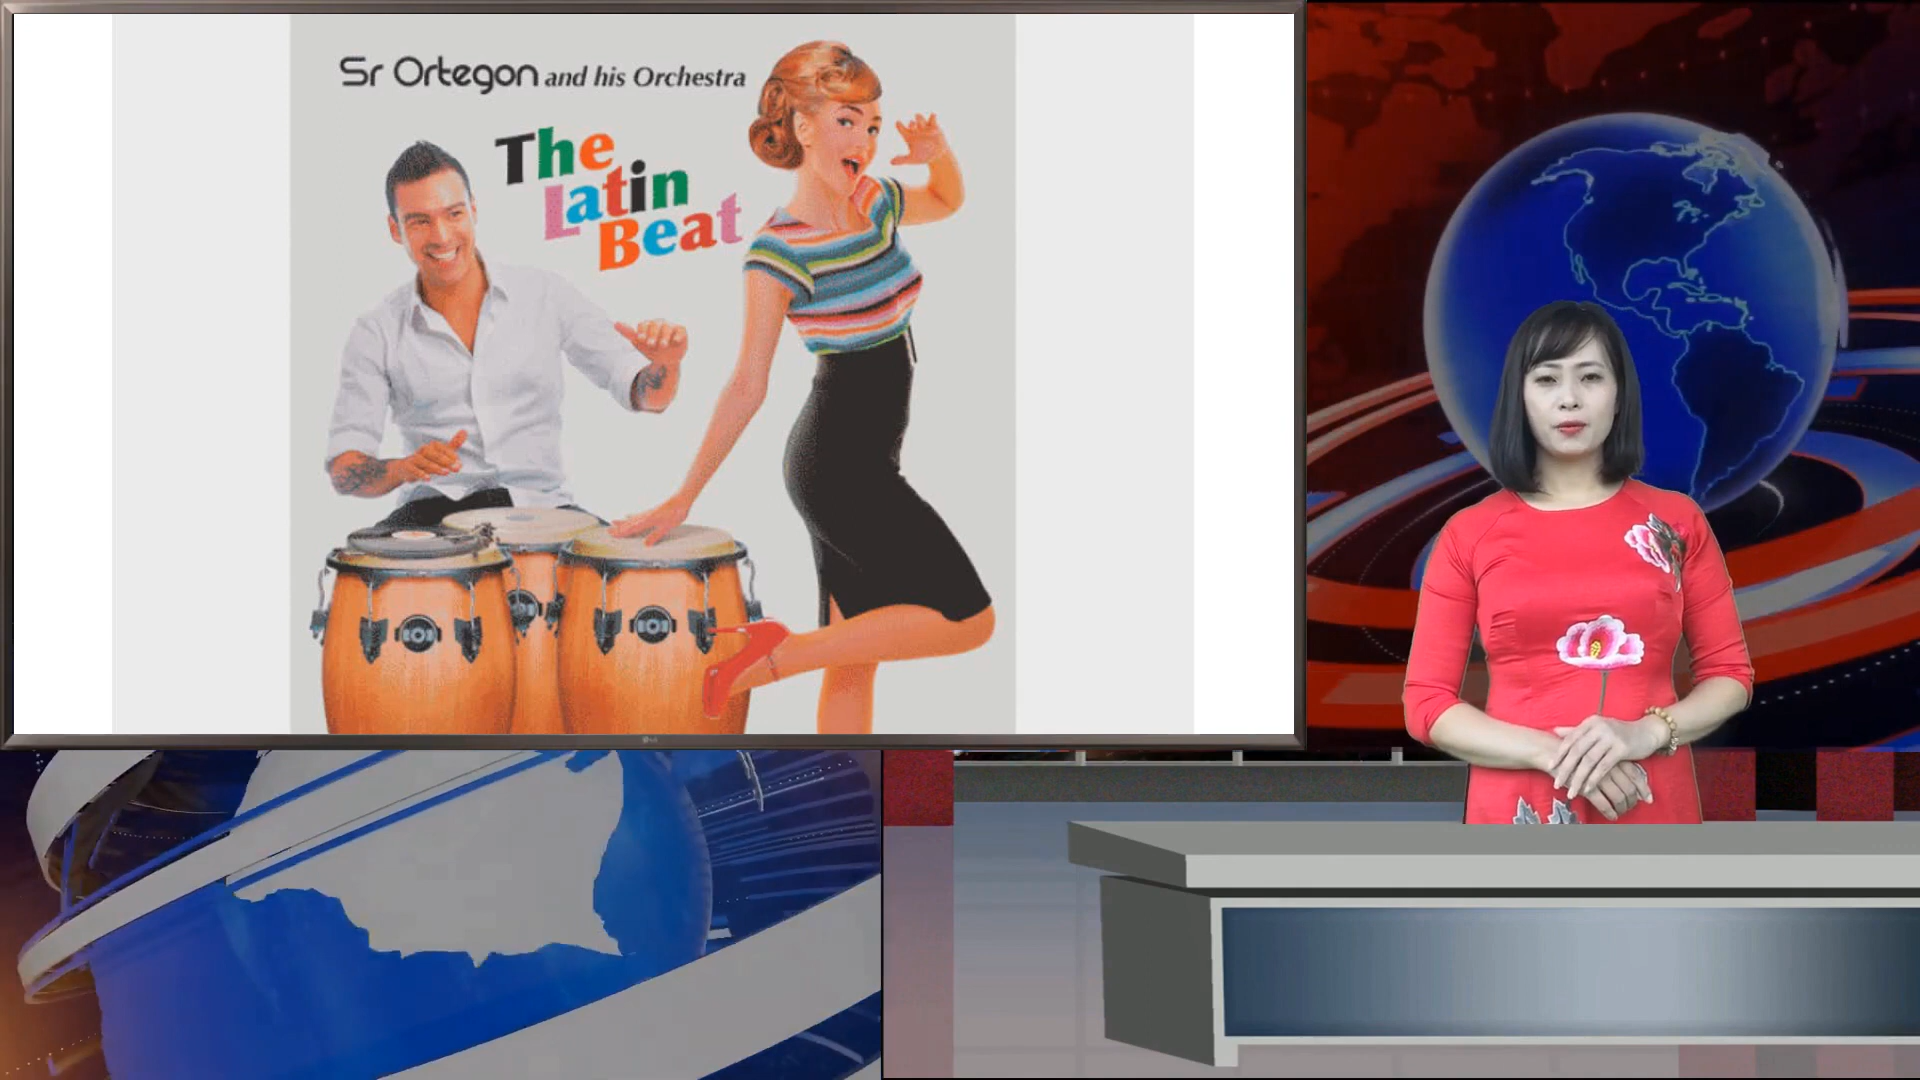 Sr Ortegon and his Orchestra
The
Latin
Beat